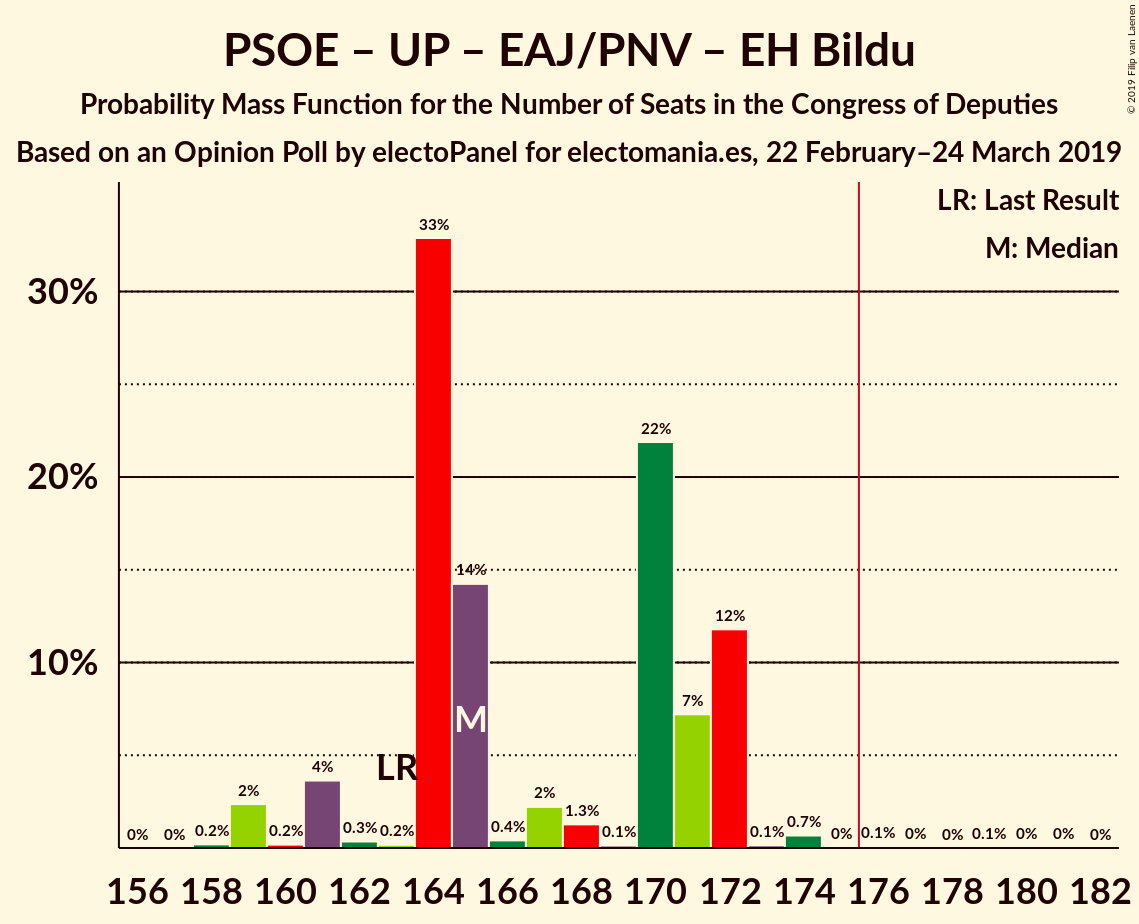 PSOE – UP – EAJ/PNV – EH Bildu
Probability Mass Function for the Number of Seats in the Congress of Deputies
Based on an Opinion Poll by electoPanel for electomania.es, 22 February–24 March 2019
© 2019 Filip van Laenen
LR: Last Result
M: Median
30%
20%
10%
0% 0% 0.2% 2% 0.2% 4% 0.3% 0.2% 33% 14% 0.4% 2% 1.3% 0.1% 22% 7% 12% 0.1% 0.7% 0% 0.1% 0% 0% 0.1% 0% 0% 0%
LR
M
156 158 160 162 164 166 168 170 172 174 176 178 180 182